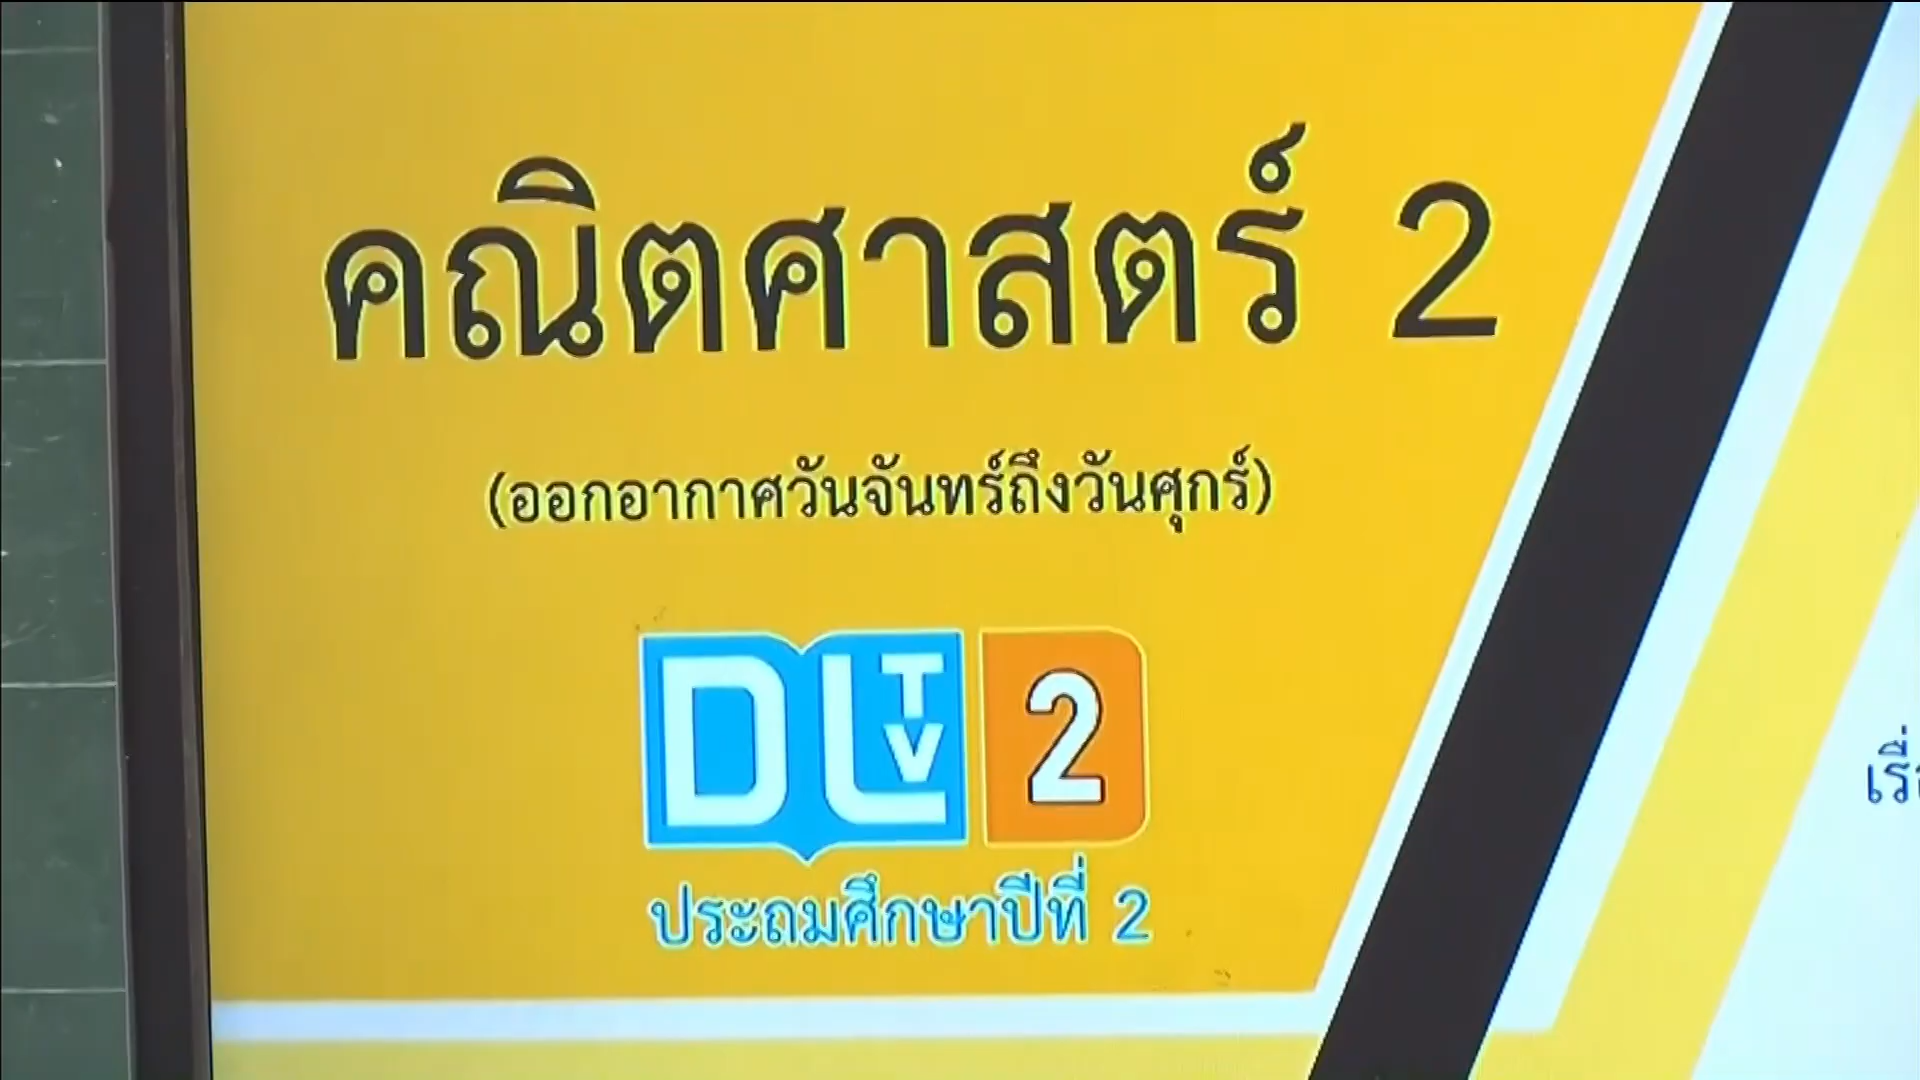 คณิตศาสตร์ 2
(ออกอากาศวันจันทร์ถึงวันศุกร์)
DLTV 2
ประถมศึกษาปีที่ 2